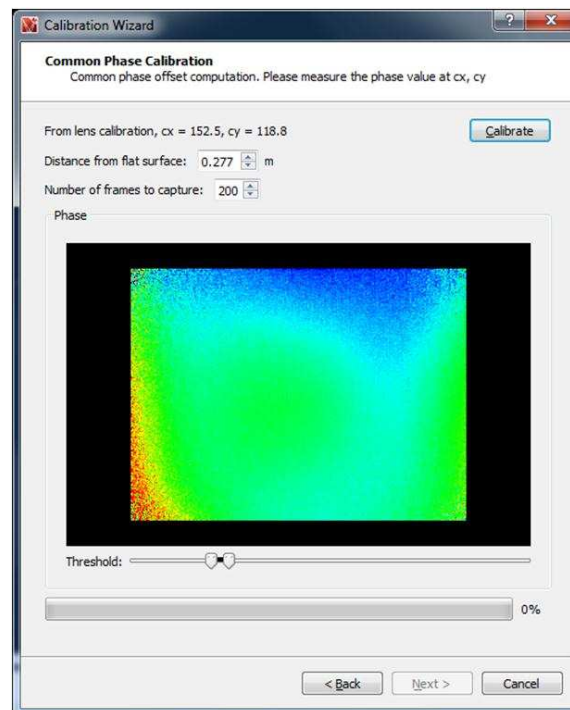 Calibration Wizard
Common Phase Calibration
Common phase offset computation. Please measure the phase value at cx, cy
From lens calibration, cx = 152.5, cy = 118.8
Calibrate
Distance from flat surface: 0.277 m
Number of frames to capture: 200
Phase
Threshold:
0%
< Back
Next >
Cancel